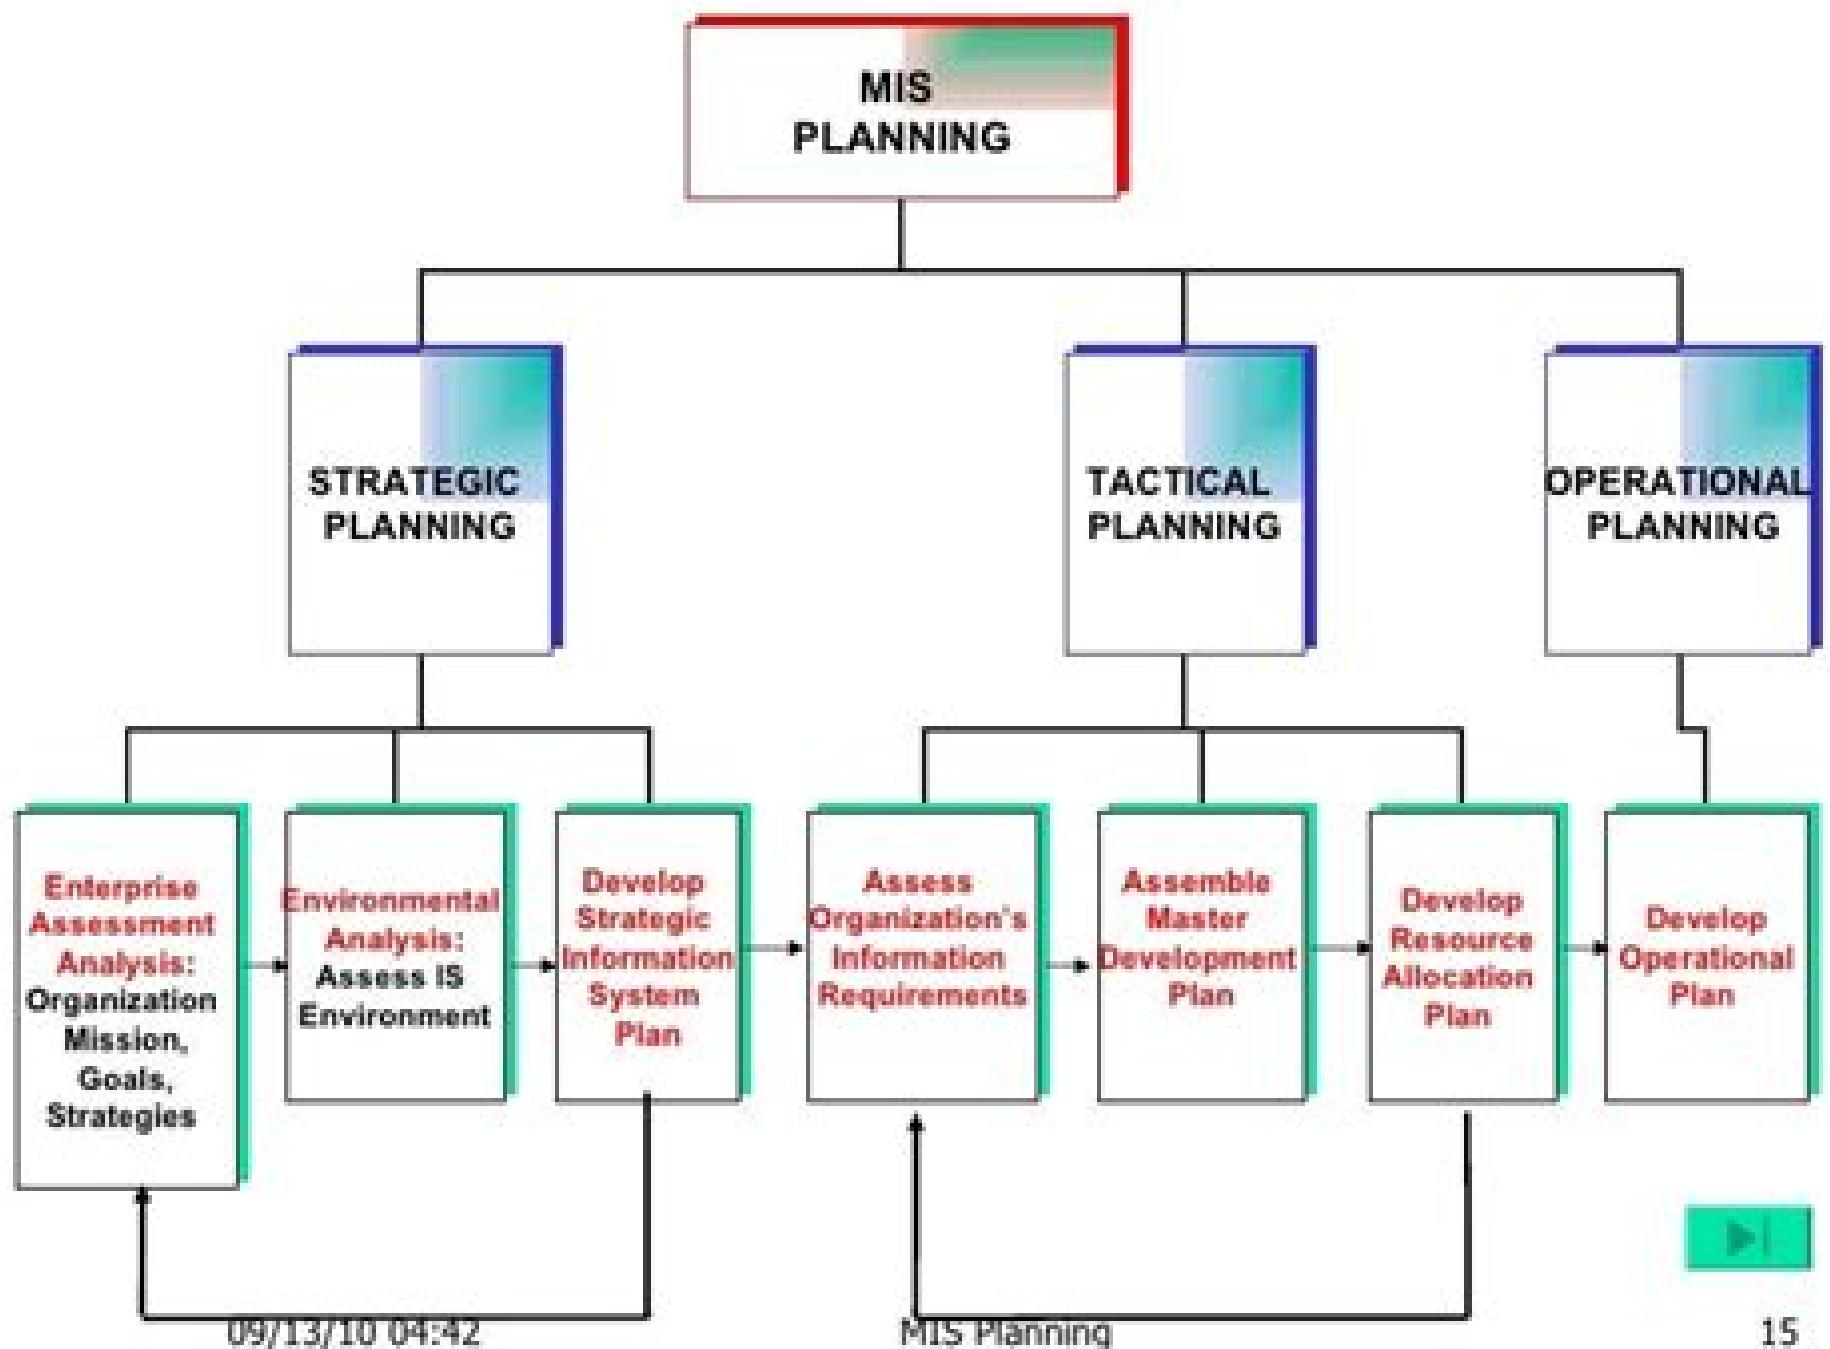 MIS
PLANNING
STRATEGIC
PLANNING
TACTICAL
PLANNING
OPERATIONAL
PLANNING
Enterprise
Assessment
Analysis:
Organization
Mission,
Goals,
Strategies
Environmental
Analysis:
Assess IS
Environment
Develop
Strategic
Information
System
Plan
Assess
Organization's
Information
Requirements
Assemble
Master
Development
Plan
Develop
Resource
Allocation
Plan
Develop
Operational
Plan
09/13/10 04:42
MIS Planning
15